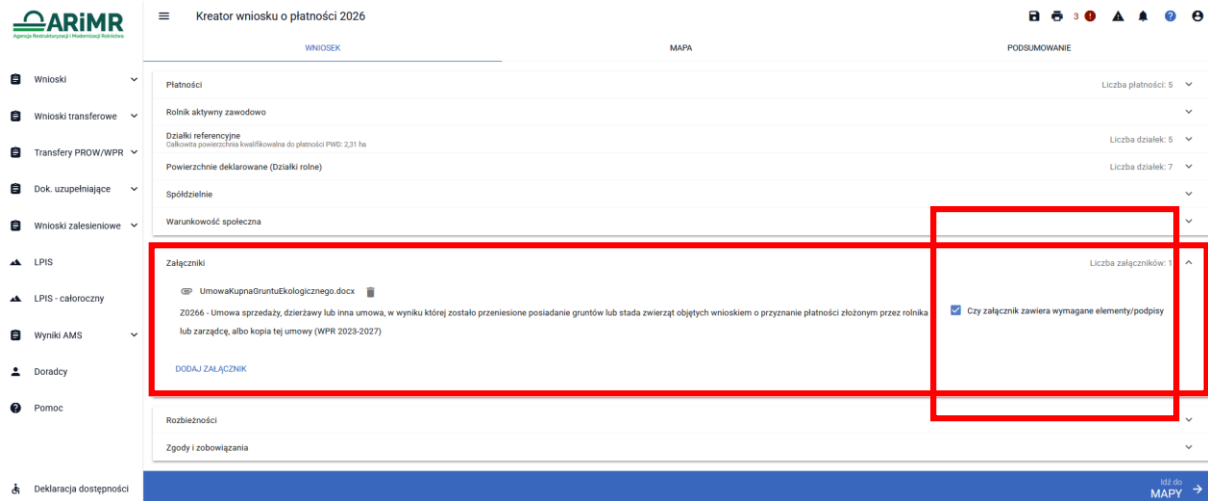 ARiMR
Agencja Restrukturyzacji i Modernizacji Rolnictwa
Kreator wniosku o płatności 2026
3
WNIOSEK
MAPA
PODSUMOWANIE
Wnioski
Wnioski transferowe
Transfery PROW/WPR
Dok. uzupełniające
Wnioski zalesieniowe
LPIS
LPIS - całoroczny
Wyniki AMS
Doradcy
Pomoc
Deklaracja dostępności
Płatności
Liczba płatności: 5
Rolnik aktywny zawodowo
Działki referencyjne
Całkowita powierzchnia kwalifikowalna do płatności PWD: 2,31 ha
Liczba działek: 5
Powierzchnie deklarowane (Działki rolne)
Liczba działek: 7
Spółdzielnie
Warunkowość społeczna
Załączniki
Liczba załączników: 1
UmowaKupnaGruntuEkologicznego.docx
Z0266 - Umowa sprzedaży, dzierżawy lub inna umowa, w wyniku której zostało przeniesione posiadanie gruntów lub stada zwierząt objętych wnioskiem o przyznanie płatności złożonym przez rolnika
lub zarządcę, albo kopia tej umowy (WPR 2023-2027)
Czy załącznik zawiera wymagane elementy/podpisy
DODAJ ZAŁĄCZNIK
Rozbieżności
Zgody i zobowiązania
Idź do
MAPY